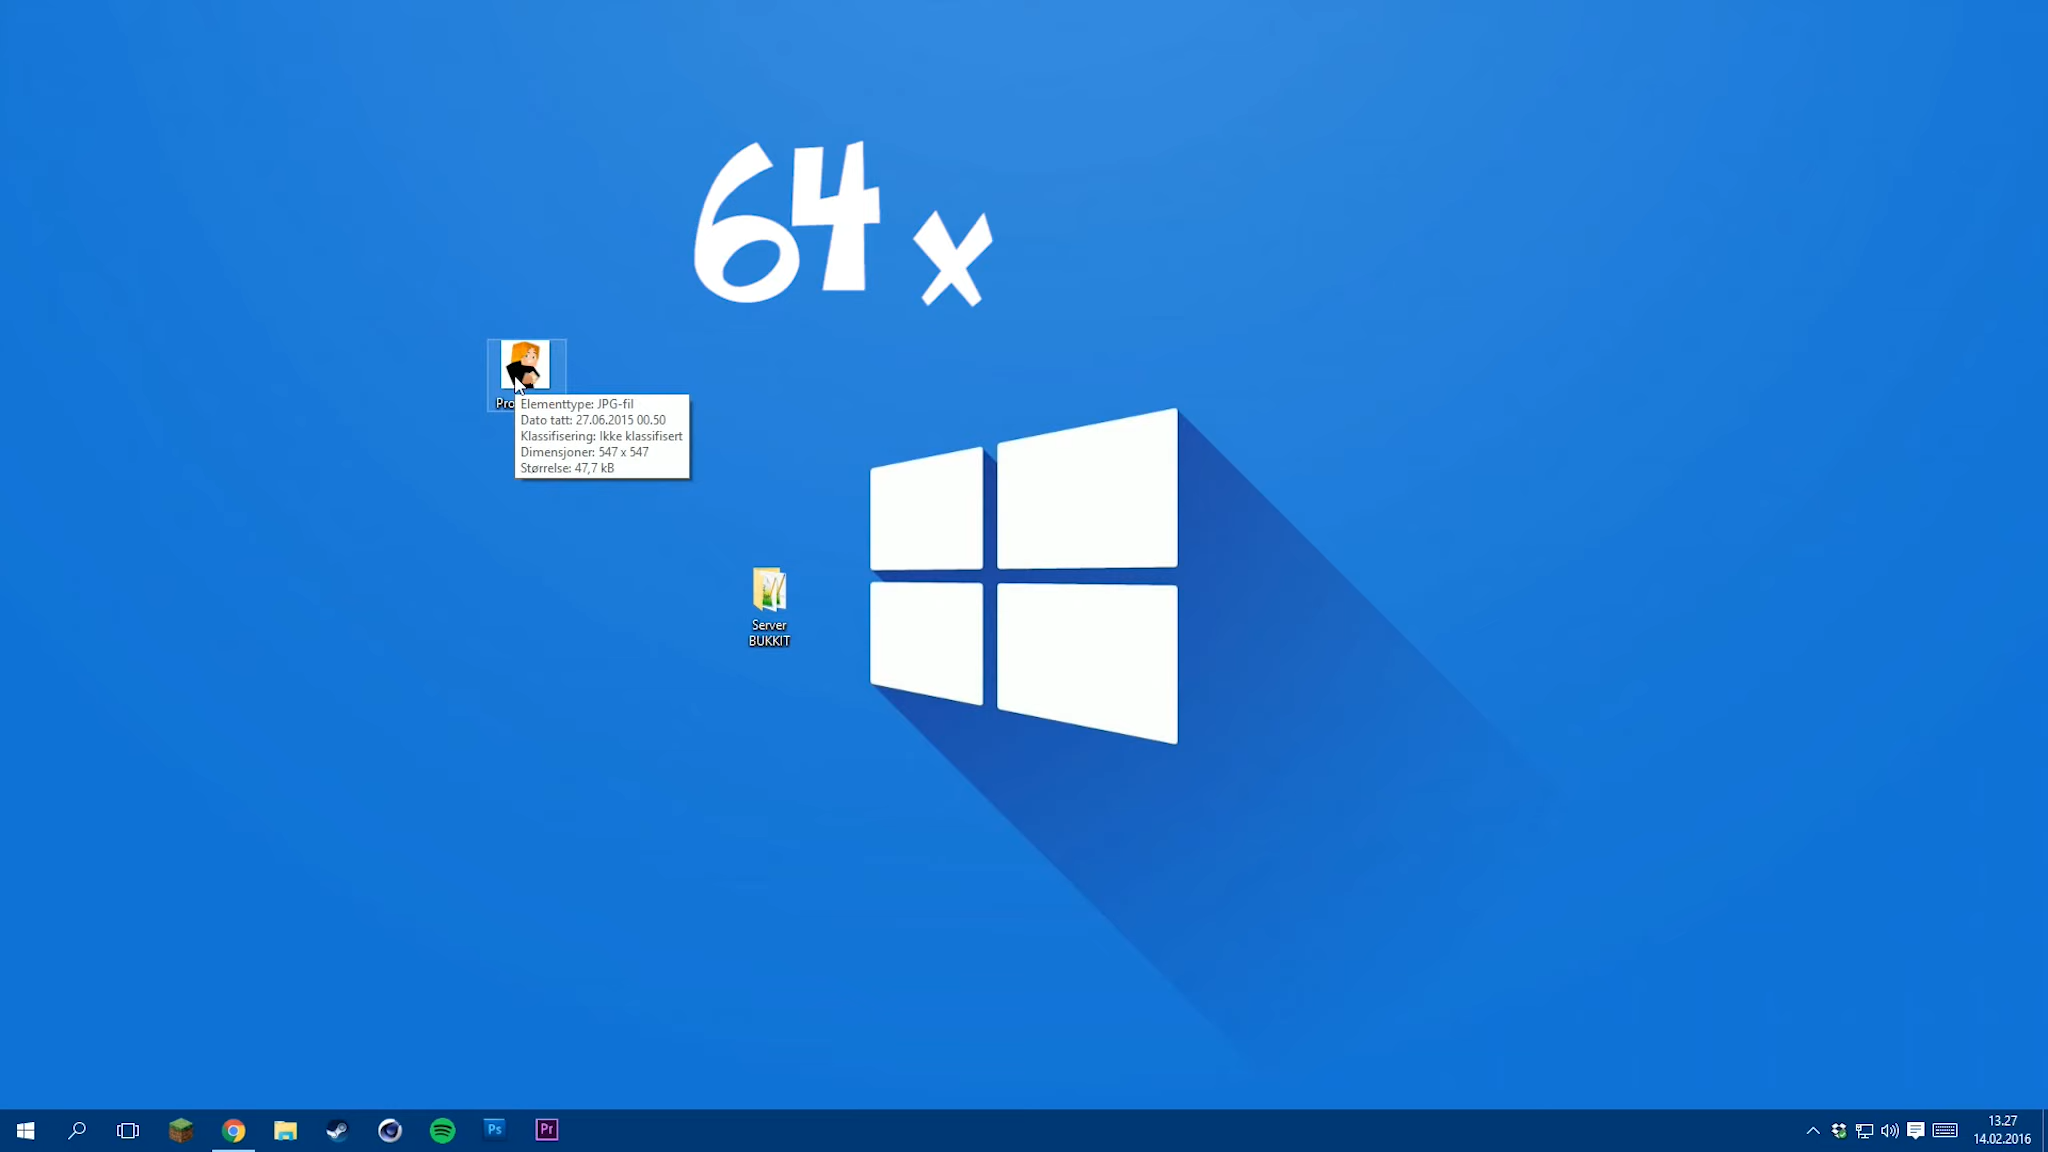 64 x
Pro
Elementtype: JPG-fil
Dato tatt: 27.06.2015 00.50
Klassifisering: Ikke klassifisert
Dimensjoner: 547 x 547
Størrelse: 47,7 kB
Server
BUKKIT
Ps
Pr
13.27
14.02.2016